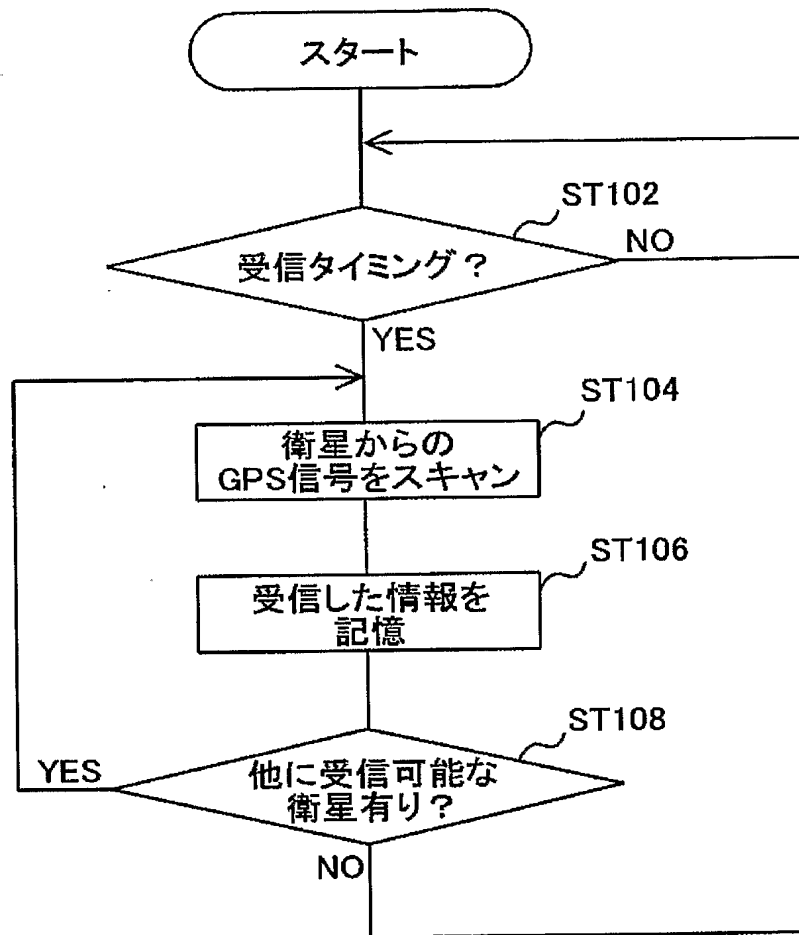 スタート
ST102
受信タイミング？
NO
YES
ST104
衛星からの
GPS信号をスキャン
ST106
受信した情報を
記憶
ST108
YES
他に受信可能な
衛星有り？
NO